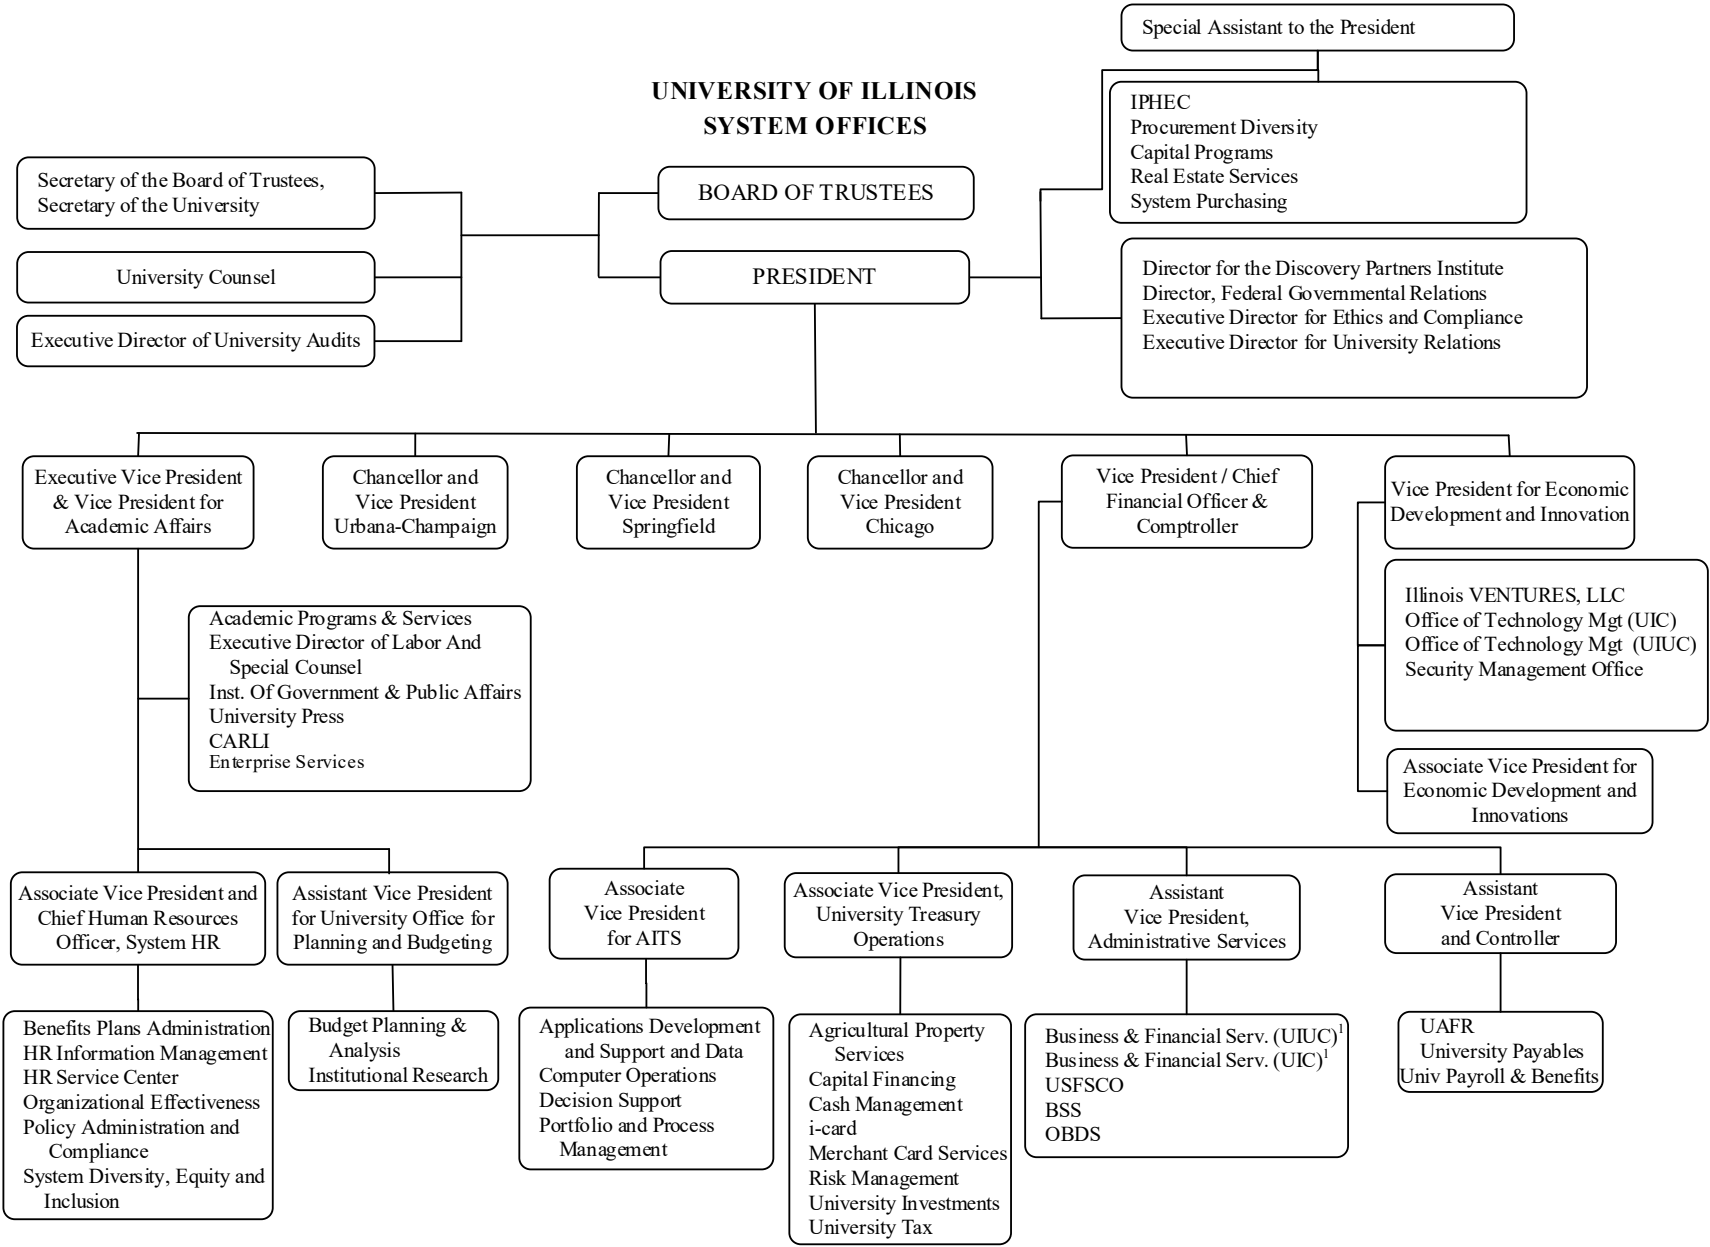 Special Assistant to the President
UNIVERSITY OF ILLINOIS
SYSTEM OFFICES
IPHEC
Procurement Diversity
Capital Programs
Real Estate Services
System Purchasing
Secretary of the Board of Trustees,
Secretary of the University
BOARD OF TRUSTEES
University Counsel
PRESIDENT
Director for the Discovery Partners Institute
Director, Federal Governmental Relations
Executive Director for Ethics and Compliance
Executive Director for University Relations
Executive Director of University Audits
Executive Vice President
& Vice President for
Academic Affairs
Chancellor and
Vice President
Urbana-Champaign
Chancellor and
Vice President
Springfield
Chancellor and
Vice President
Chicago
Vice President / Chief
Financial Officer &
Comptroller
Vice President for Economic
Development and Innovation
Illinois VENTURES, LLC
Office of Technology Mgt (UIC)
Office of Technology Mgt (UIUC)
Security Management Office
Academic Programs & Services
Executive Director of Labor And
Special Counsel
Inst. Of Government & Public Affairs
University Press
CARLI
Enterprise Services
Associate Vice President for
Economic Development and
Innovations
Associate Vice President and
Chief Human Resources
Officer, System HR
Assistant Vice President
for University Office for
Planning and Budgeting
Associate
Vice President
for AITS
Associate Vice President,
University Treasury
Operations
Assistant
Vice President,
Administrative Services
Assistant
Vice President
and Controller
Benefits Plans Administration
HR Information Management
HR Service Center
Organizational Effectiveness
Policy Administration and
Compliance
System Diversity, Equity and
Inclusion
Budget Planning &
Analysis
Institutional Research
Applications Development
and Support and Data
Computer Operations
Decision Support
Portfolio and Process
Management
Agricultural Property
Services
Capital Financing
Cash Management
i-card
Merchant Card Services
Risk Management
University Investments
University Tax
Business & Financial Serv. (UIUC)¹
Business & Financial Serv. (UIC)¹
USFSCO
BSS
OBDS
UAFR
University Payables
Univ Payroll & Benefits